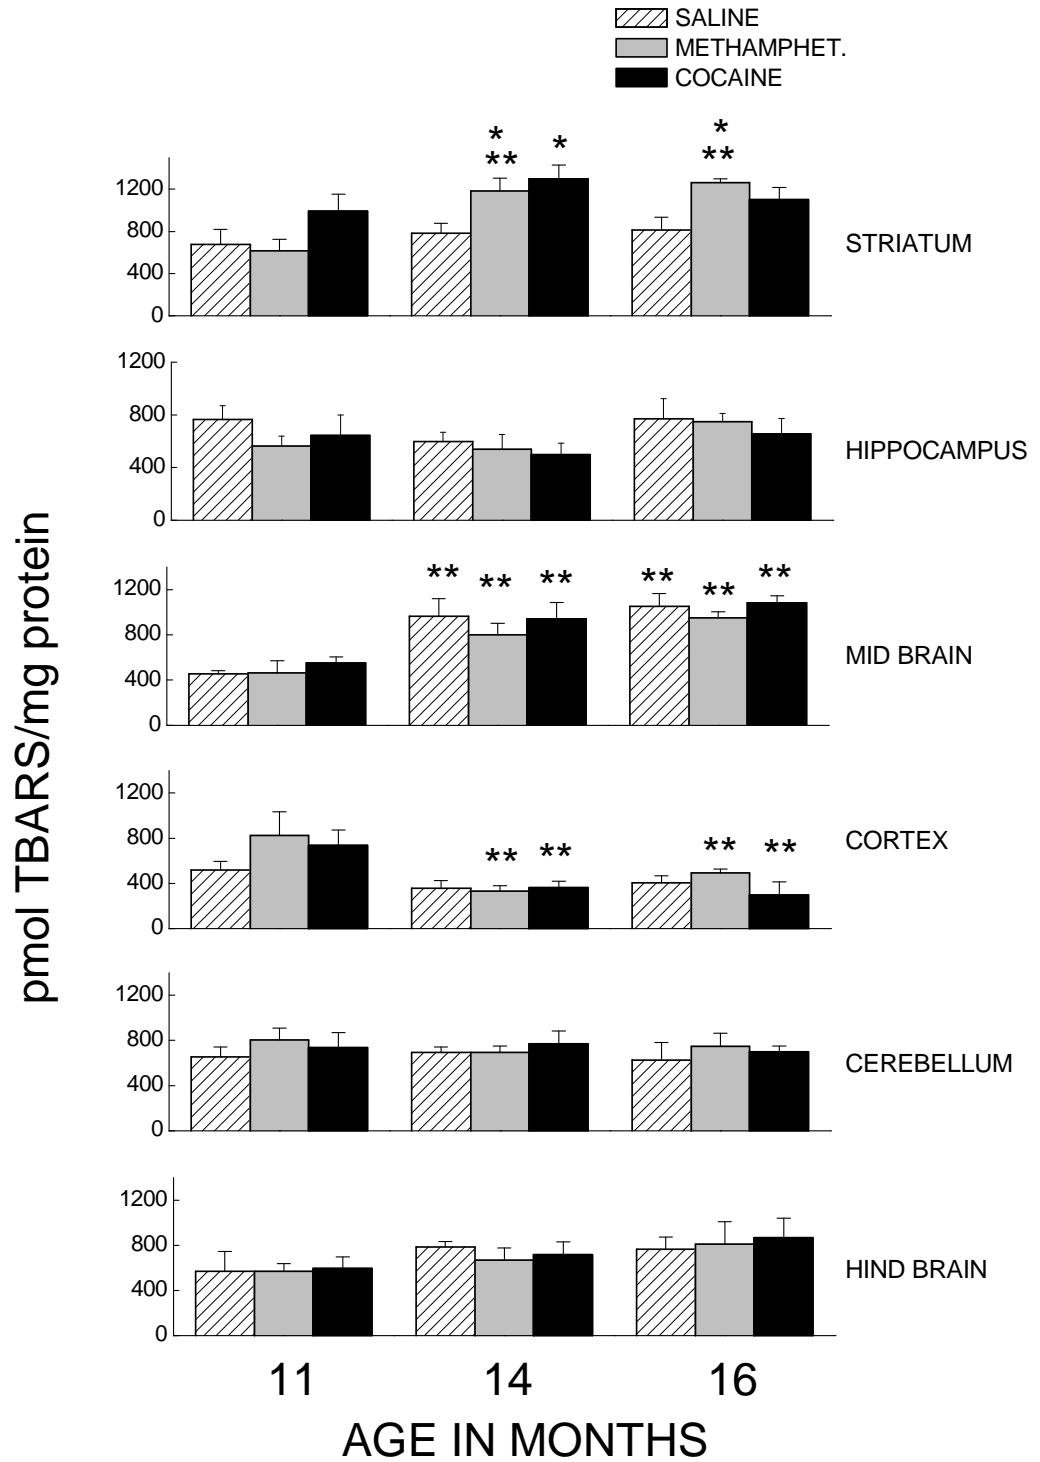 SALINE
METHAMPHET.
COCAINE
* * *
** **
1200
800
400
0
STRIATUM
1200
800
400
0
HIPPOCAMPUS
** ** ** ** ** **
1200
800
400
0
MID BRAIN
1200
800
400
0
** ** ** **
CORTEX
1200
800
400
0
CEREBELLUM
1200
800
400
0
HIND BRAIN
pmol TBARS/mg protein
11 14 16
AGE IN MONTHS